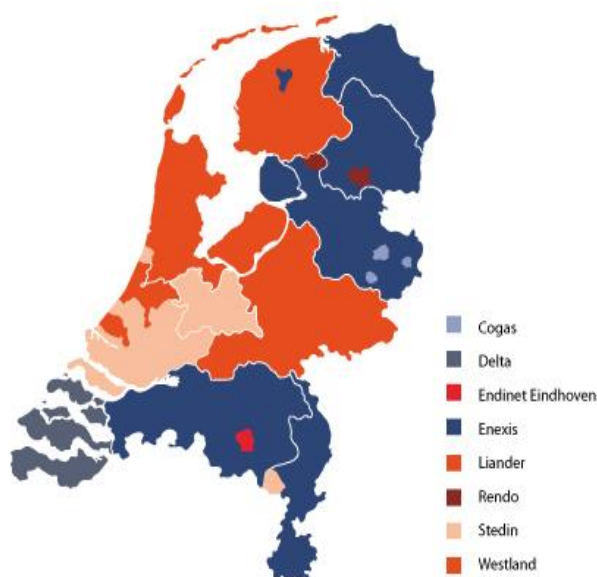 Cogas
Delta
Endinet Eindhoven
Enexis
Liander
Rendo
Stedin
Westland